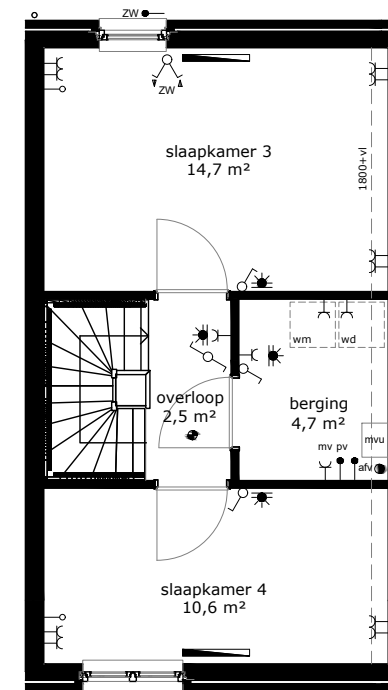 ZW
ZW
slaapkamer 3
14,7 m²
1800+ vl
wm
wd
overloop
2,5 m²
berging
4,7 m²
mvu
mv pv
afv
slaapkamer 4
10,6 m²